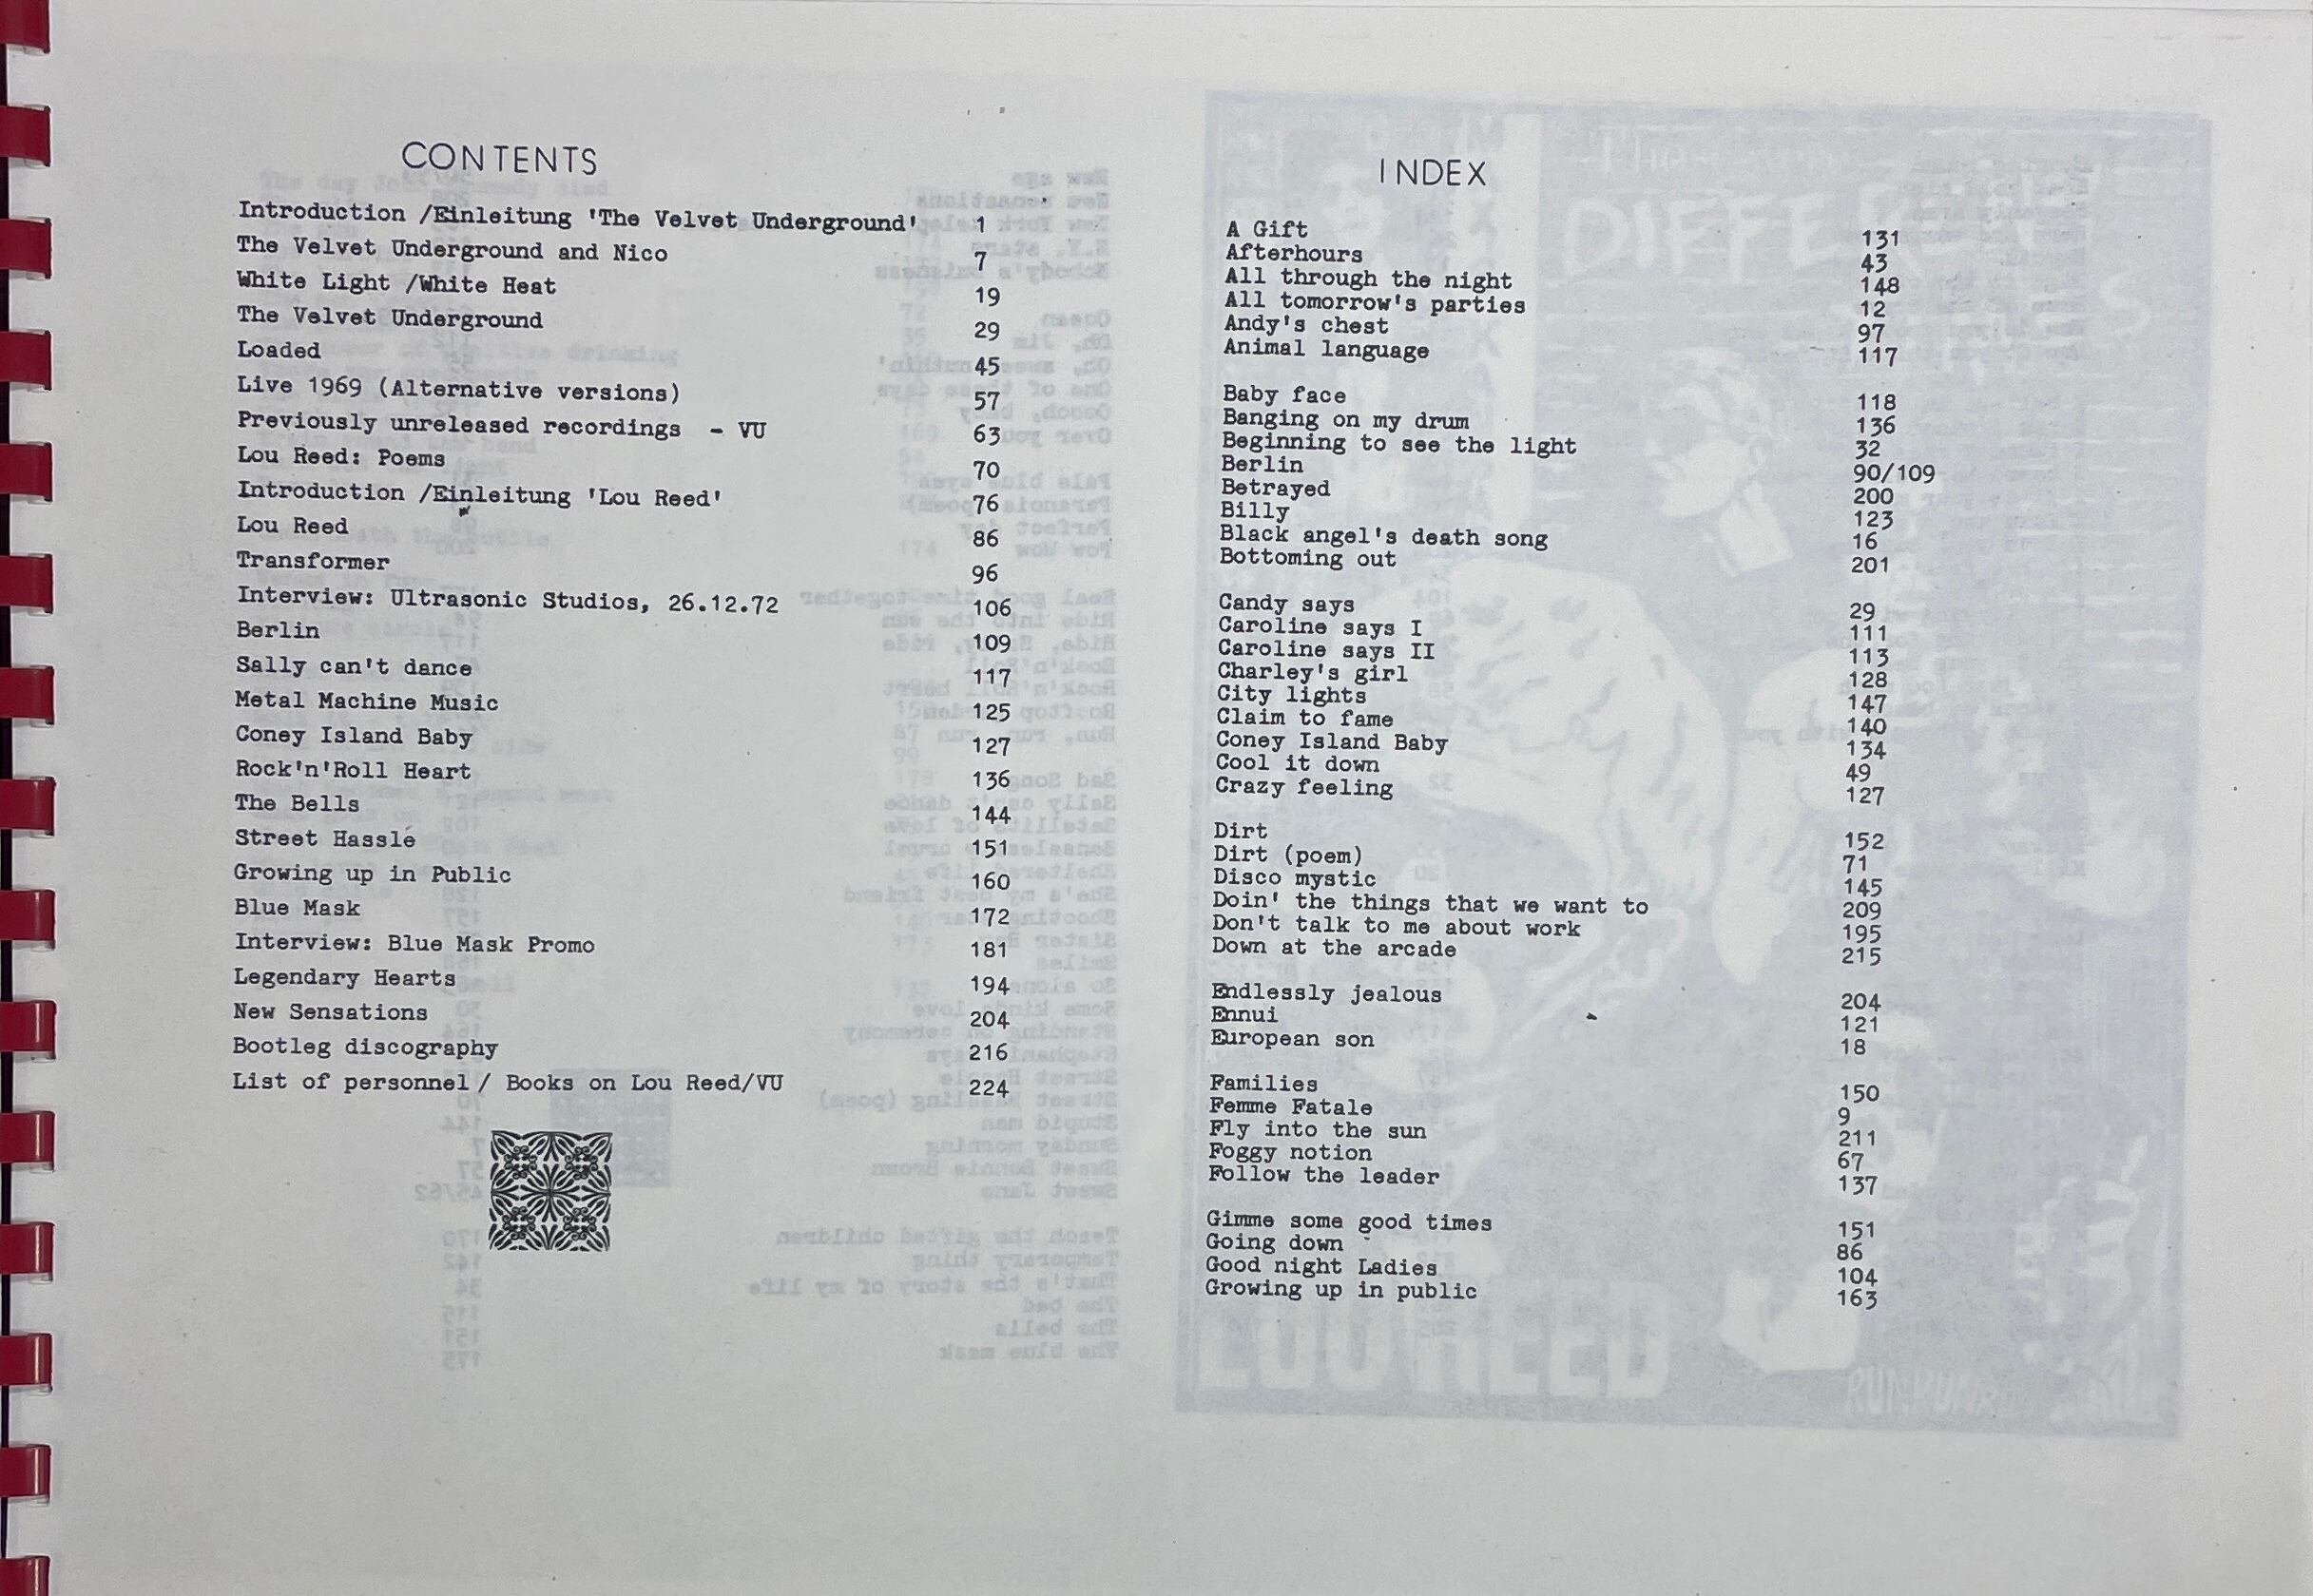 CONTENTS
Introduction /Einleitung 'The Velvet Underground' 1
The Velvet Underground and Nico 7
White Light /White Heat 19
The Velvet Underground 29
Loaded 45
Live 1969 (Alternative versions) 57
Previously unreleased recordings - VU 63
Lou Reed: Poems 70
Introduction /Einleitung 'Lou Reed' 76
Lou Reed 86
Transformer 96
Interview: Ultrasonic Studios, 26.12.72 106
Berlin 109
Sally can't dance 117
Metal Machine Music 125
Coney Island Baby 127
Rock'n'Roll Heart 136
The Bells 144
Street Hassle 151
Growing up in Public 160
Blue Mask 172
Interview: Blue Mask Promo 181
Legendary Hearts 194
New Sensations 204
Bootleg discography 216
List of personnel / Books on Lou Reed/VU 224
INDEX
A Gift 131
Afterhours 43
All through the night 148
All tomorrow's parties 12
Andy's chest 97
Animal language 117
Baby face 118
Banging on my drum 136
Beginning to see the light 32
Berlin 90/109
Betrayed 200
Billy 123
Black angel's death song 16
Bottoming out 201
Candy says 29
Caroline says I 111
Caroline says II 113
Charley's girl 128
City lights 147
Claim to fame 140
Coney Island Baby 134
Cool it down 49
Crazy feeling 127
Dirt 152
Dirt (poem) 71
Disco mystic 145
Doin' the things that we want to 209
Don't talk to me about work 195
Down at the arcade 215
Endlessly jealous 204
Ennui 121
European son 18
Families 150
Femme Fatale 9
Fly into the sun 211
Foggy notion 67
Follow the leader 137
Gimme some good times 151
Going down 86
Good night Ladies 104
Growing up in public 163